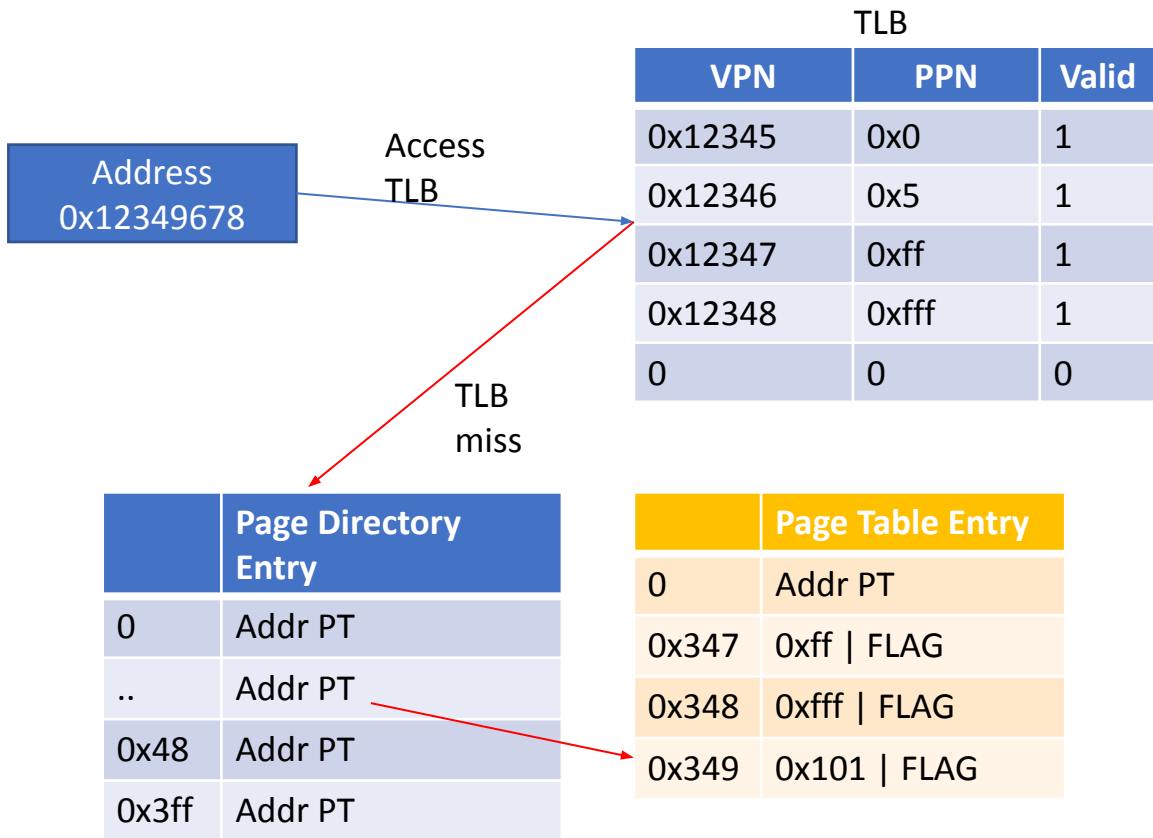 TLB
VPN PPN Valid
0x12345 0x0 1
0x12346 0x5 1
0x12347 0xff 1
0x12348 0xfff 1
0 0 0
Address
0x12349678
Access
TLB
TLB
miss
Page Directory
Entry
0 Addr PT
.. Addr PT
0x48 Addr PT
0x3ff Addr PT
Page Table Entry
0 Addr PT
0x347 0xff | FLAG
0x348 0xfff | FLAG
0x349 0x101 | FLAG